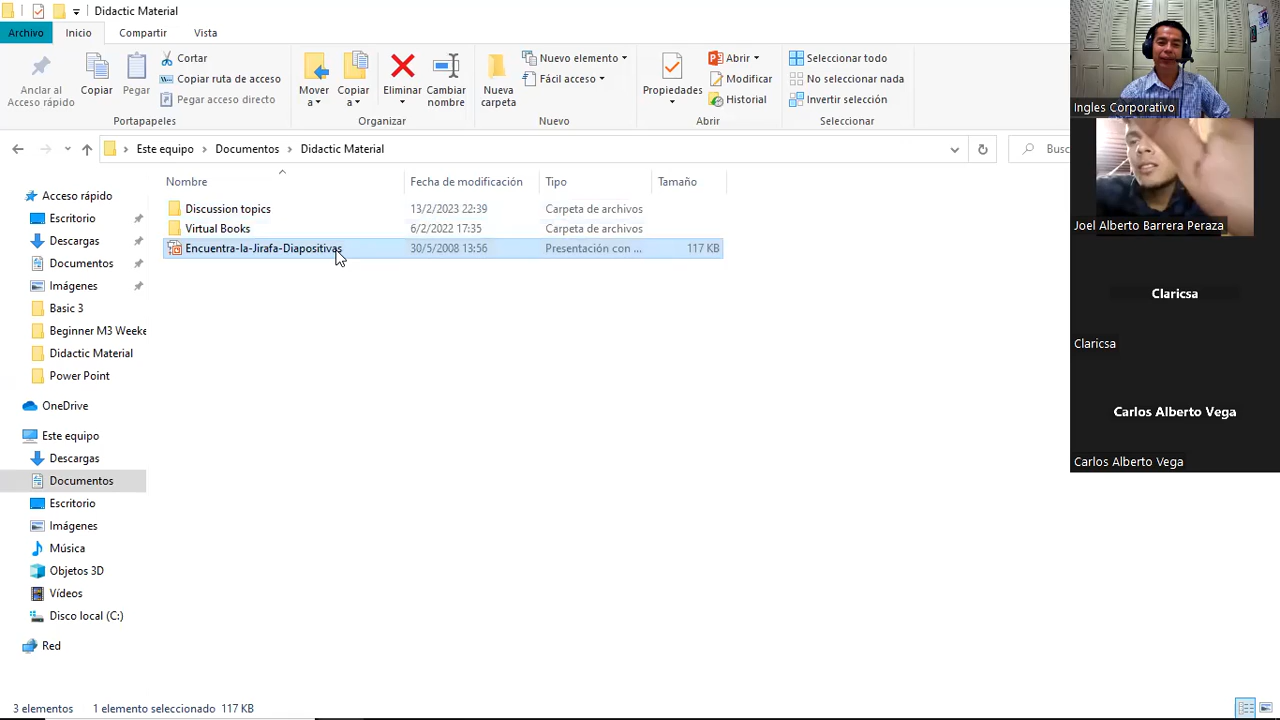 Didactic Material
Archivo Inicio Compartir Vista
Anclar al Acceso rápido
Copiar
Pegar
Cortar
Copiar ruta de acceso
Pegar acceso directo
Portapapeles
Mover a
Copiar a
Eliminar
Cambiar nombre
Organizar
Nueva carpeta
Nuevo elemento
Fácil acceso
Nuevo
Propiedades
Abrir
Modificar
Historial
Abrir
Seleccionar todo
No seleccionar nada
Invertir selección
Seleccionar
Este equipo Documentos Didactic Material
Busc
Nombre Fecha de modificación Tipo Tamaño
Discussion topics 13/2/2023 22:39 Carpeta de archivos
Virtual Books 6/2/2022 17:35 Carpeta de archivos
Encuentra-la-Jirafa-Diapositivas 30/5/2008 13:56 Presentación con ... 117 KB
Acceso rápido
Escritorio
Descargas
Documentos
Imágenes
Basic 3
Beginner M3 Weeke
Didactic Material
Power Point
OneDrive
Este equipo
Descargas
Documentos
Escritorio
Imágenes
Música
Objetos 3D
Vídeos
Disco local (C:)
Red
3 elementos 1 elemento seleccionado 117 KB
Ingles Corporativo
Joel Alberto Barrera Peraza
Claricsa
Claricsa
Carlos Alberto Vega
Carlos Alberto Vega